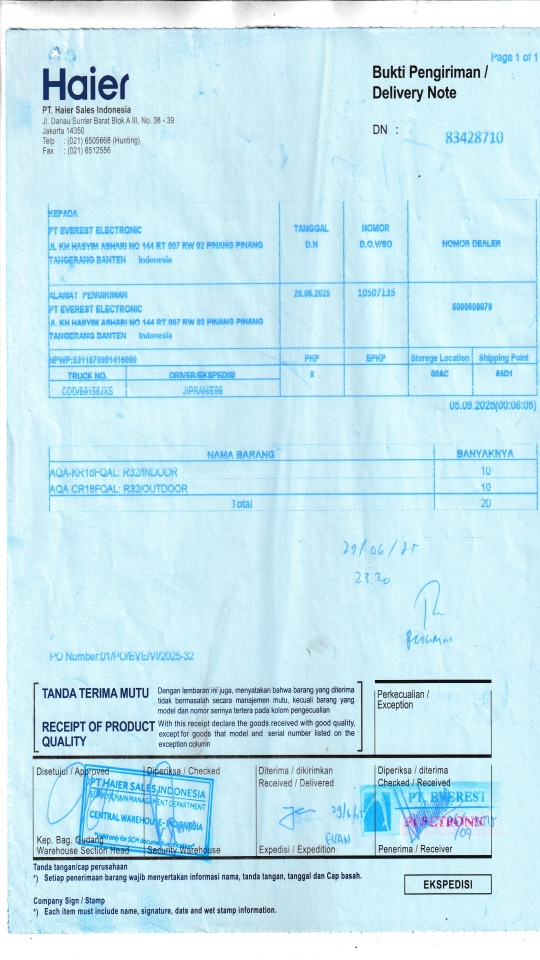 Page 1 of 1
Haier
Bukti Pengiriman /
Delivery Note
PT. Haier Sales Indonesia
Jl. Danau Sunter Barat Blok A III, No. 38 - 39
Jakarta 14350
Telp : (021) 6505668 (Hunting)
Fax : (021) 6512556
DN : 83428710
KEPADA
PT EVEREST ELECTRONIC
JL KH HASYIM ASHARI NO 144 RT 007 RW 02 PINANG PINANG
TANGERANG BANTEN Indonesia
TANGGAL
D.N
NOMOR
D.O.V/SO
NOMOR DEALER
ALAMAT PENGIRIMAN
PT EVEREST ELECTRONIC
JL KH HASYIM ASHARI NO 144 RT 007 RW 02 PINANG PINANG
TANGERANG BANTEN Indonesia
10507135
PKP BPKP Storege Location Shipping Point
X 00AC 65D1
TRUCK NO. DRIVER/EKSPEDISI
05.09.2025(00:06:05)
NAMA BARANG BANYAKNYA
AQA-KR18FQAL: R32/INDOOR 10
AQA-CR18FQAL: R32/OUTDOOR 10
Total 20
29/06/25
23.20
PO Number:01/PO/EVE/VI/2025-32
TANDA TERIMA MUTU
Dengan lembaran ini juga, menyatakan bahwa barang yang diterima
tidak bermasalah secara manajemen mutu, kecuali barang yang
model dan nomor serinya tertera pada kolom pengecualian
RECEIPT OF PRODUCT
QUALITY
With this receipt declare the goods received with good quality,
except for goods that model and serial number listed on the
exception column
Perkecualian /
Exception
Disetujui / Approved
Diperiksa / Checked
Diterima / dikirimkan
Received / Delivered
Diperiksa / diterima
Checked / Received
PT HAIER SALES INDONESIA
CENTRAL WAREHOUSE- INDONESIA
PT. EVEREST
ELECTRONIC
Kep. Bag. Gudang
Warehouse Section Head
Security Warehouse
Expedisi / Expedition
Penerima / Receiver
Tanda tangan/cap perusahaan
*) Setiap penerimaan barang wajib menyertakan informasi nama, tanda tangan, tanggal dan Cap basah.
EKSPEDISI
Company Sign / Stamp
*) Each item must include name, signature, date and wet stamp information.